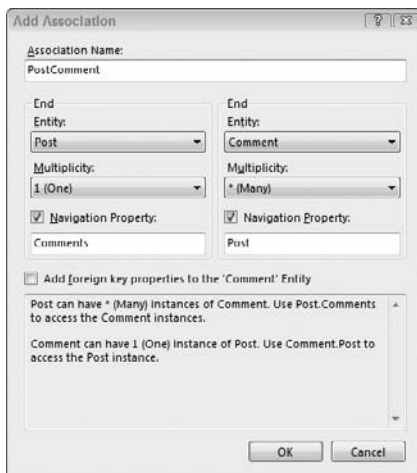 Add Association
Association Name:
PostComment
End
Entity:
Post
Multiplicity:
1 (One)
Navigation Property:
Comments
End
Entity:
Comment
Multiplicity:
* (Many)
Navigation Property:
Post
Add foreign key properties to the 'Comment' Entity
Post can have * (Many) instances of Comment. Use Post.Comments
to access the Comment instances.
Comment can have 1 (One) instance of Post. Use Comment.Post to
access the Post instance.
OK Cancel